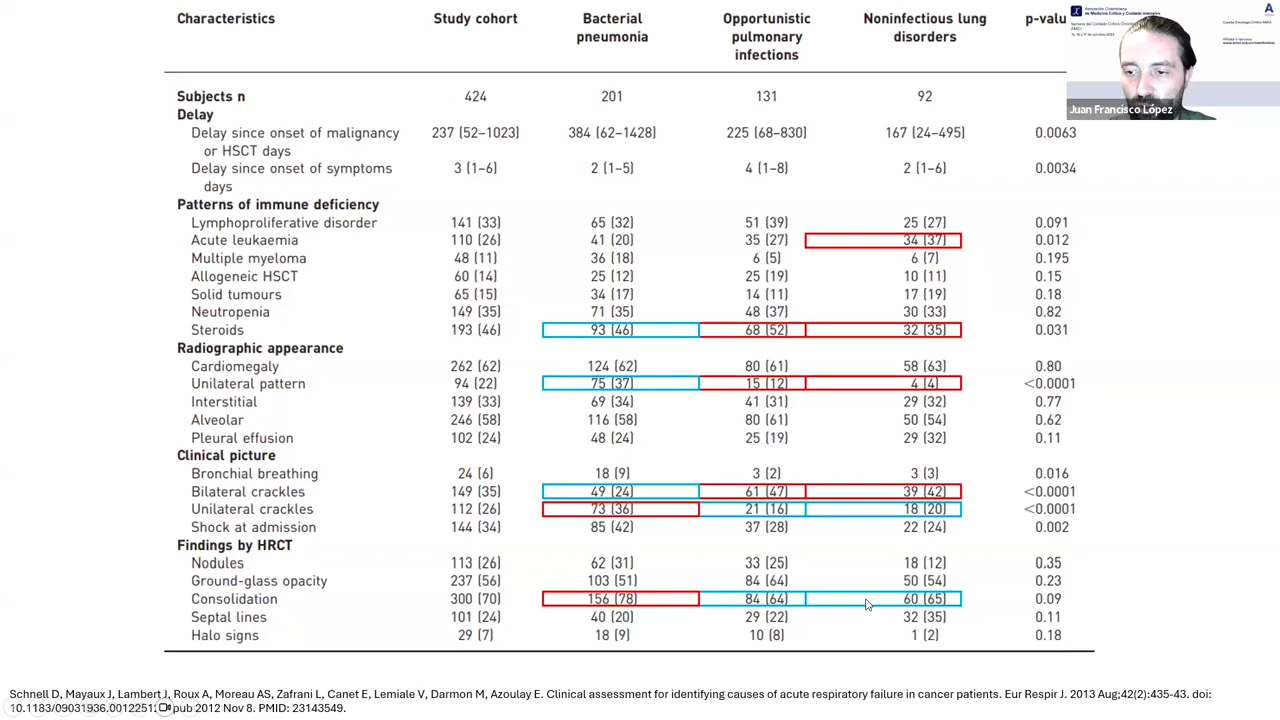 Characteristics Study cohort Bacterial pneumonia Opportunistic pulmonary infections Noninfectious lung disorders
Asociación Colombiana
de Medicina Crítica y Cuidado Intensivo
Juan Francisco López
Subjects n 424 201 131 92
Delay
Delay since onset of malignancy or HSCT days 237 (52–1023) 384 (62–1428) 225 (68–830) 167 (24–495) 0.0063
Delay since onset of symptoms days 3 (1–6) 2 (1–5) 4 (1–8) 2 (1–6) 0.0034
Patterns of immune deficiency
Lymphoproliferative disorder 141 (33) 65 (32) 51 (39) 25 (27) 0.091
Acute leukaemia 110 (26) 41 (20) 35 (27) 34 (37) 0.012
Multiple myeloma 48 (11) 36 (18) 6 (5) 6 (7) 0.195
Allogeneic HSCT 60 (14) 25 (12) 25 (19) 10 (11) 0.15
Solid tumours 65 (15) 34 (17) 14 (11) 17 (19) 0.18
Neutropenia 149 (35) 71 (35) 48 (37) 30 (33) 0.82
Steroids 193 (46) 93 (46) 68 (52) 32 (35) 0.031
Radiographic appearance
Cardiomegaly 262 (62) 124 (62) 80 (61) 58 (63) 0.80
Unilateral pattern 94 (22) 75 (37) 15 (12) 4 (4) <0.0001
Interstitial 139 (33) 69 (34) 41 (31) 29 (32) 0.77
Alveolar 246 (58) 116 (58) 80 (61) 50 (54) 0.62
Pleural effusion 102 (24) 48 (24) 25 (19) 29 (32) 0.11
Clinical picture
Bronchial breathing 24 (6) 18 (9) 3 (2) 3 (3) 0.016
Bilateral crackles 149 (35) 49 (24) 61 (47) 39 (42) <0.0001
Unilateral crackles 112 (26) 73 (36) 21 (16) 18 (20) <0.0001
Shock at admission 144 (34) 85 (42) 37 (28) 22 (24) 0.002
Findings by HRCT
Nodules 113 (26) 62 (31) 33 (25) 18 (12) 0.35
Ground-glass opacity 237 (56) 103 (51) 84 (64) 50 (54) 0.23
Consolidation 300 (70) 156 (78) 84 (64) 60 (65) 0.09
Septal lines 101 (24) 40 (20) 29 (22) 32 (35) 0.11
Halo signs 29 (7) 18 (9) 10 (8) 1 (2) 0.18
Schnell D, Mayaux J, Lambert J, Roux A, Moreau AS, Zafrani L, Canet E, Lemiale V, Darmon M, Azoulay E. Clinical assessment for identifying causes of acute respiratory failure in cancer patients. Eur Respir J. 2013 Aug;42(2):435-43. doi:
2012 Nov 8. PMID: 23143549.